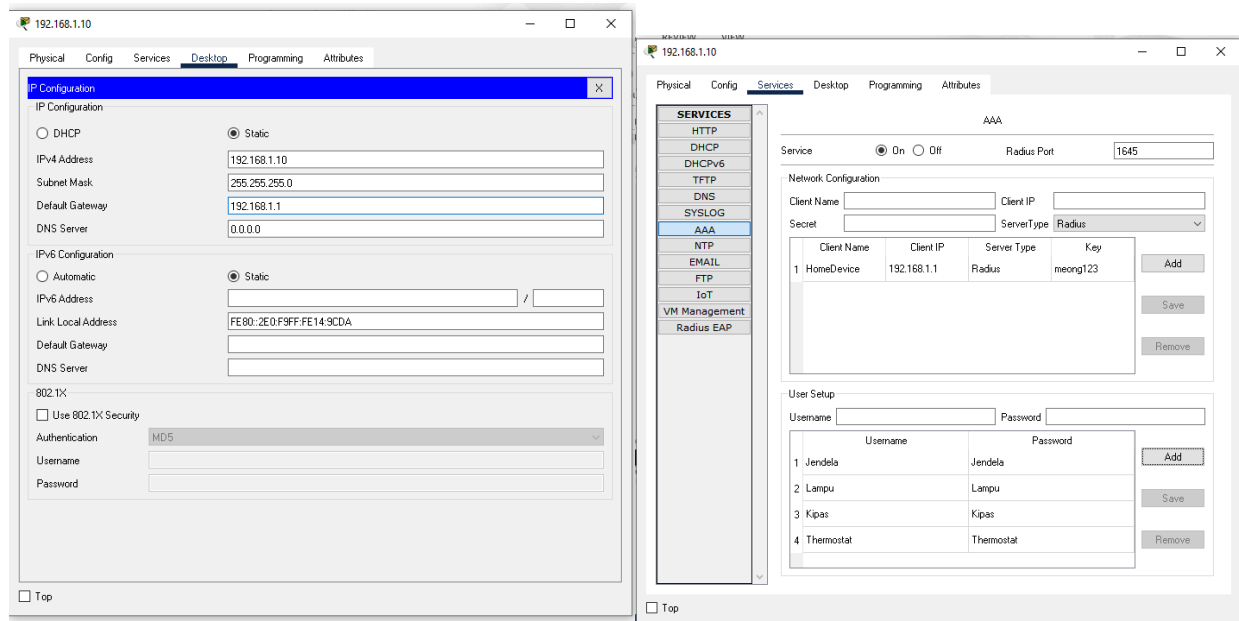 192.168.1.10
Physical Config Services Desktop Programming Attributes
IP Configuration X
IP Configuration
DHCP Static
IPv4 Address 192.168.1.10
Subnet Mask 255.255.255.0
Default Gateway 192.168.1.1
DNS Server 0.0.0.0
IPv6 Configuration
Automatic Static
IPv6 Address /
Link Local Address FE80::2E0:F9FF:FE14:9CDA
Default Gateway
DNS Server
802.1X
Use 802.1X Security
Authentication MD5
Username
Password
Top
REVIEW VIEW
192.168.1.10
Physical Config Services Desktop Programming Attributes
SERVICES
HTTP
DHCP
DHCPv6
TFTP
DNS
SYSLOG
AAA
NTP
EMAIL
FTP
IoT
VM Management
Radius EAP
AAA
Service On Off Radius Port 1645
Network Configuration
Client Name Client IP
Secret ServerType Radius
Client Name Client IP Server Type Key
1 HomeDevice 192.168.1.1 Radius meong123
Add
Save
Remove
User Setup
Username Password
Username Password
1 Jendela Jendela
2 Lampu Lampu
3 Kipas Kipas
4 Thermostat Thermostat
Add
Save
Remove
Top